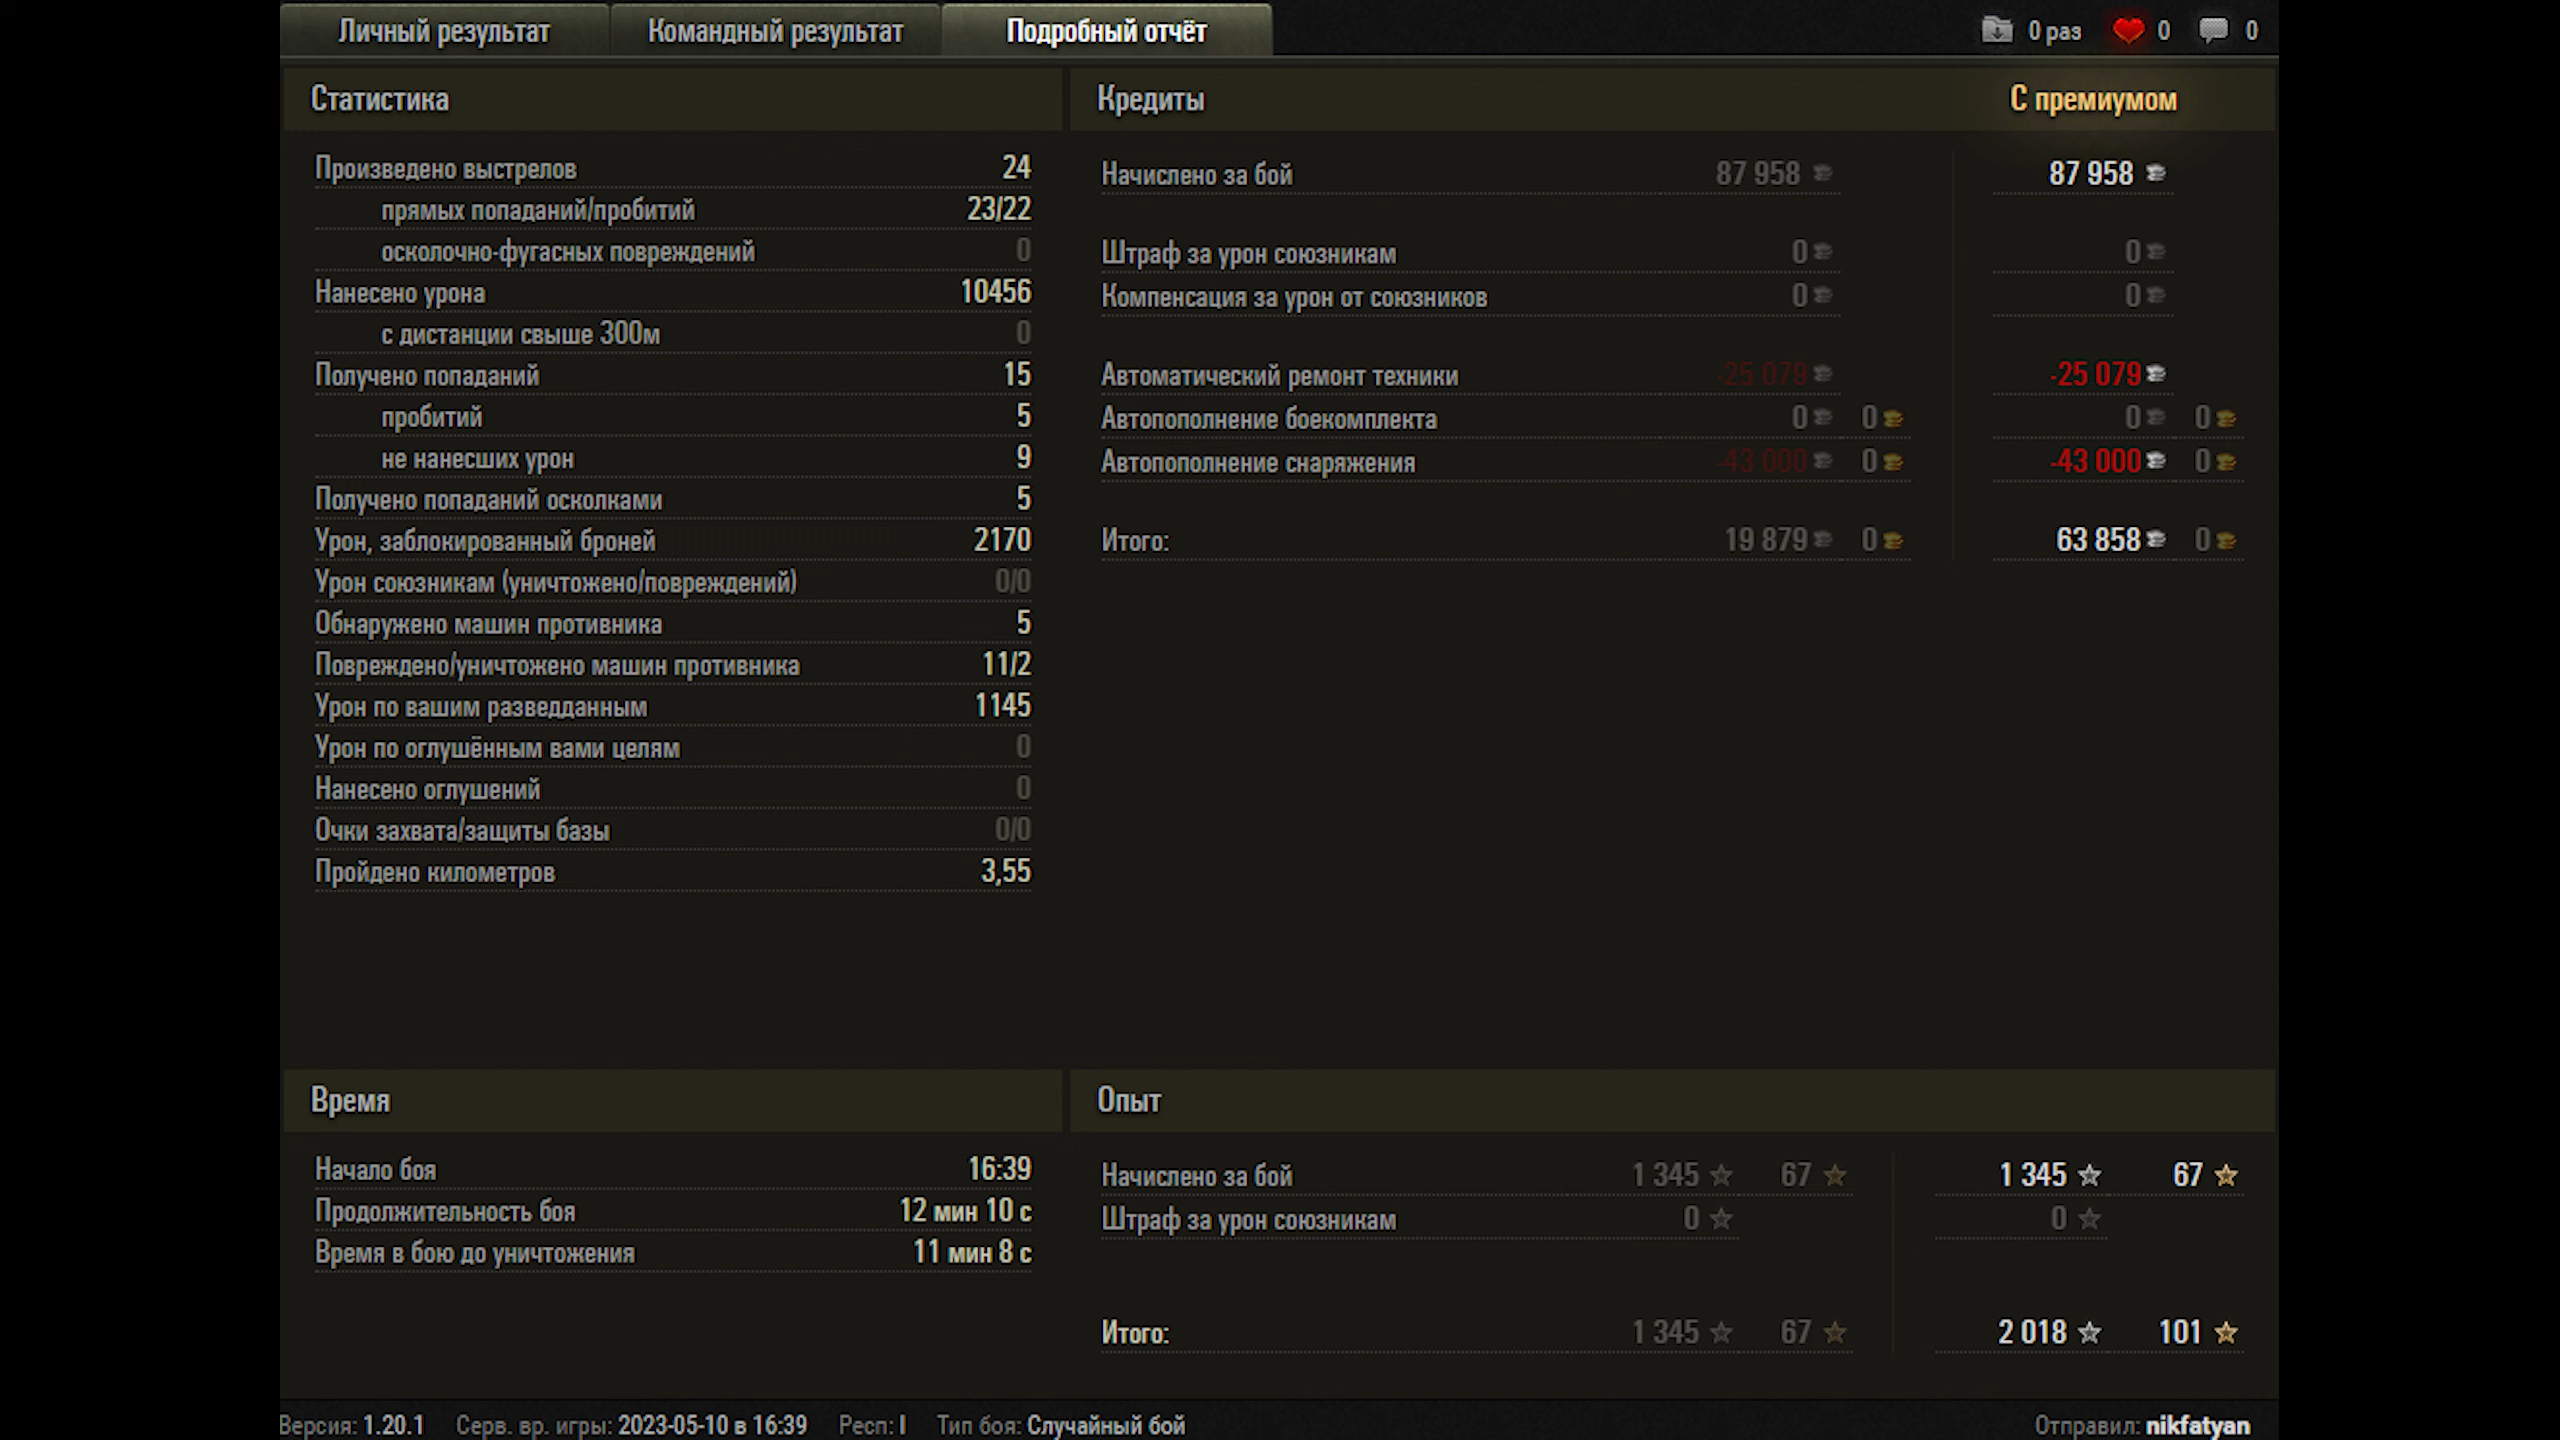 Личный результат Командный результат Подробный отчёт 0 раз 0 0
Статистика
Произведено выстрелов 24
прямых попаданий/пробитий 23/22
осколочно-фугасных повреждений 0
Нанесено урона 10456
с дистанции свыше 300м 0
Получено попаданий 15
пробитий 5
не нанесших урон 9
Получено попаданий осколками 5
Урон, заблокированный броней 2170
Урон союзникам (уничтожено/повреждений) 0/0
Обнаружено машин противника 5
Повреждено/уничтожено машин противника 11/2
Урон по вашим разведданным 1145
Урон по оглушённым вами целям 0
Нанесено оглушений 0
Очки захвата/защиты базы 0/0
Пройдено километров 3,55
Кредиты С премиумом
Начислено за бой 87 958 87 958
Штраф за урон союзникам 0 0
Компенсация за урон от союзников 0 0
Автоматический ремонт техники -25 079 -25 079
Автопополнение боекомплекта 0 0 0 0
Автопополнение снаряжения -43 000 0 -43 000 0
Итого: 19 879 0 63 858 0
Время
Начало боя 16:39
Продолжительность боя 12 мин 10 с
Время в бою до уничтожения 11 мин 8 с
Опыт
Начислено за бой 1 345 67 1 345 67
Штраф за урон союзникам 0 0
Итого: 1 345 67 2 018 101
Версия: 1.20.1 Серв. вр. игры: 2023-05-10 в 16:39 Респ: I Тип боя: Случайный бой Отправил: nikfatyan